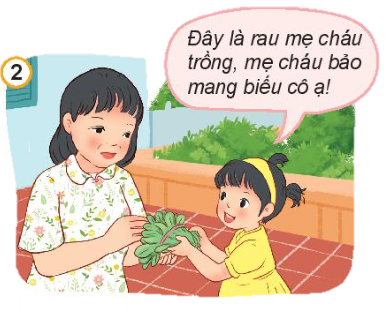 2
Đây là rau mẹ cháu
trồng, mẹ cháu bảo
mang biếu cô ạ!